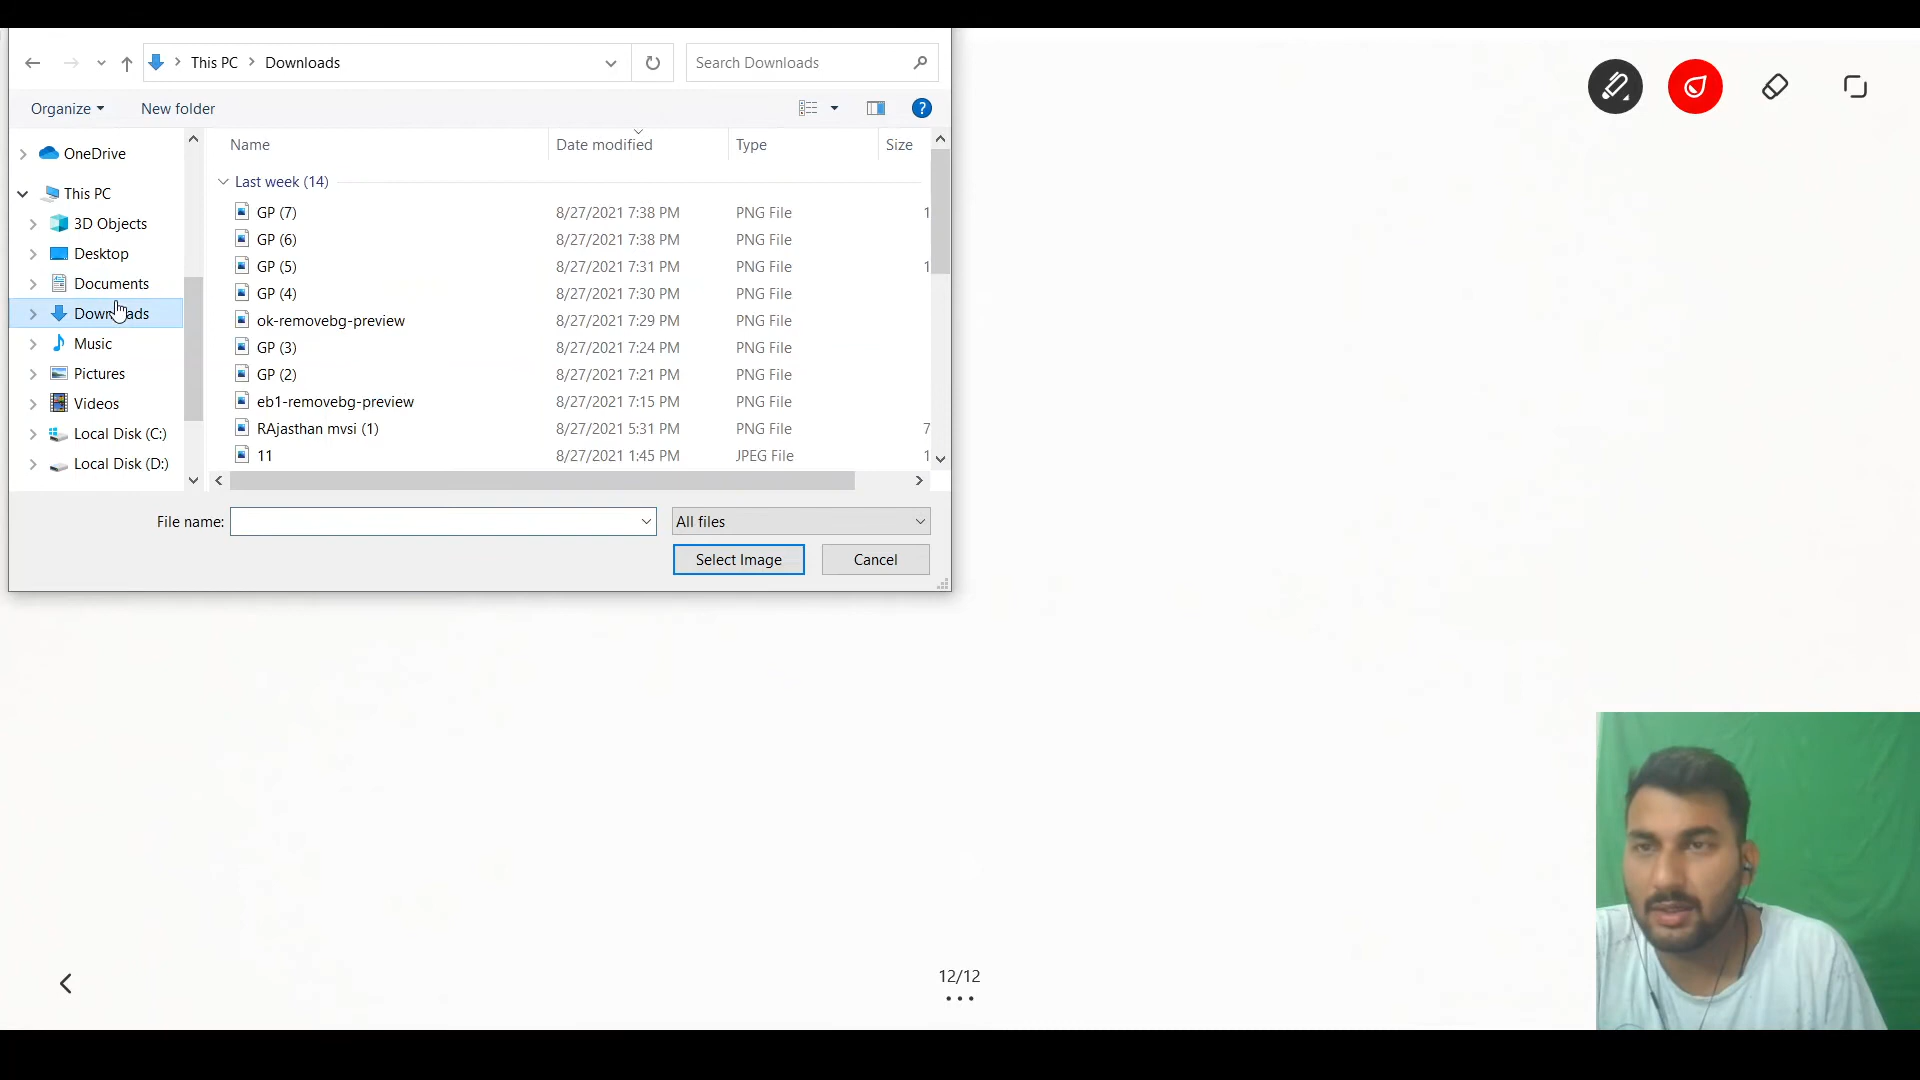 This PC > Downloads
Search Downloads
Organize
New folder
?
Name
Date modified
Type
Size
OneDrive
This PC
3D Objects
Desktop
Documents
Downloads
Music
Pictures
Videos
Local Disk (C:)
Local Disk (D:)
Last week (14)
GP (7) 8/27/2021 7:38 PM PNG File 1
GP (6) 8/27/2021 7:38 PM PNG File
GP (5) 8/27/2021 7:31 PM PNG File 1
GP (4) 8/27/2021 7:30 PM PNG File
ok-removebg-preview 8/27/2021 7:29 PM PNG File
GP (3) 8/27/2021 7:24 PM PNG File
GP (2) 8/27/2021 7:21 PM PNG File
eb1-removebg-preview 8/27/2021 7:15 PM PNG File
RAjasthan mvsi (1) 8/27/2021 5:31 PM PNG File 7
11 8/27/2021 1:45 PM JPEG File 1
File name:
All files
Select Image
Cancel
12/12